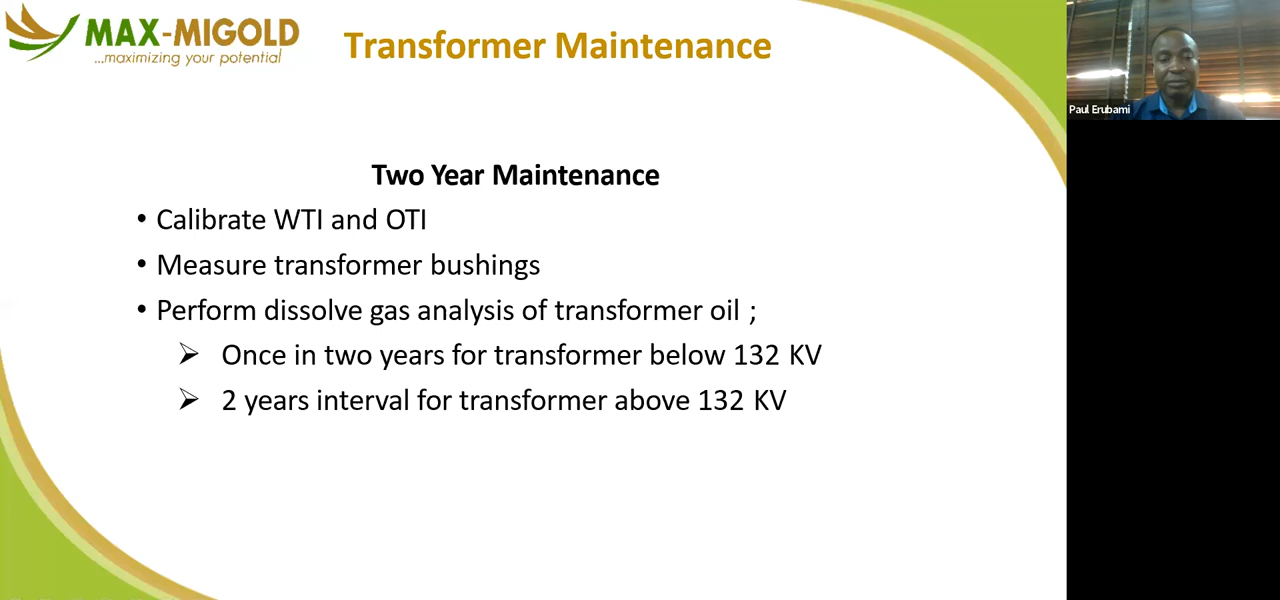 MAX-MIGOLD
...maximizing your potential
Transformer Maintenance
Paul Erubami
Two Year Maintenance
• Calibrate WTI and OTI
• Measure transformer bushings
• Perform dissolve gas analysis of transformer oil ;
➢ Once in two years for transformer below 132 KV
➢ 2 years interval for transformer above 132 KV